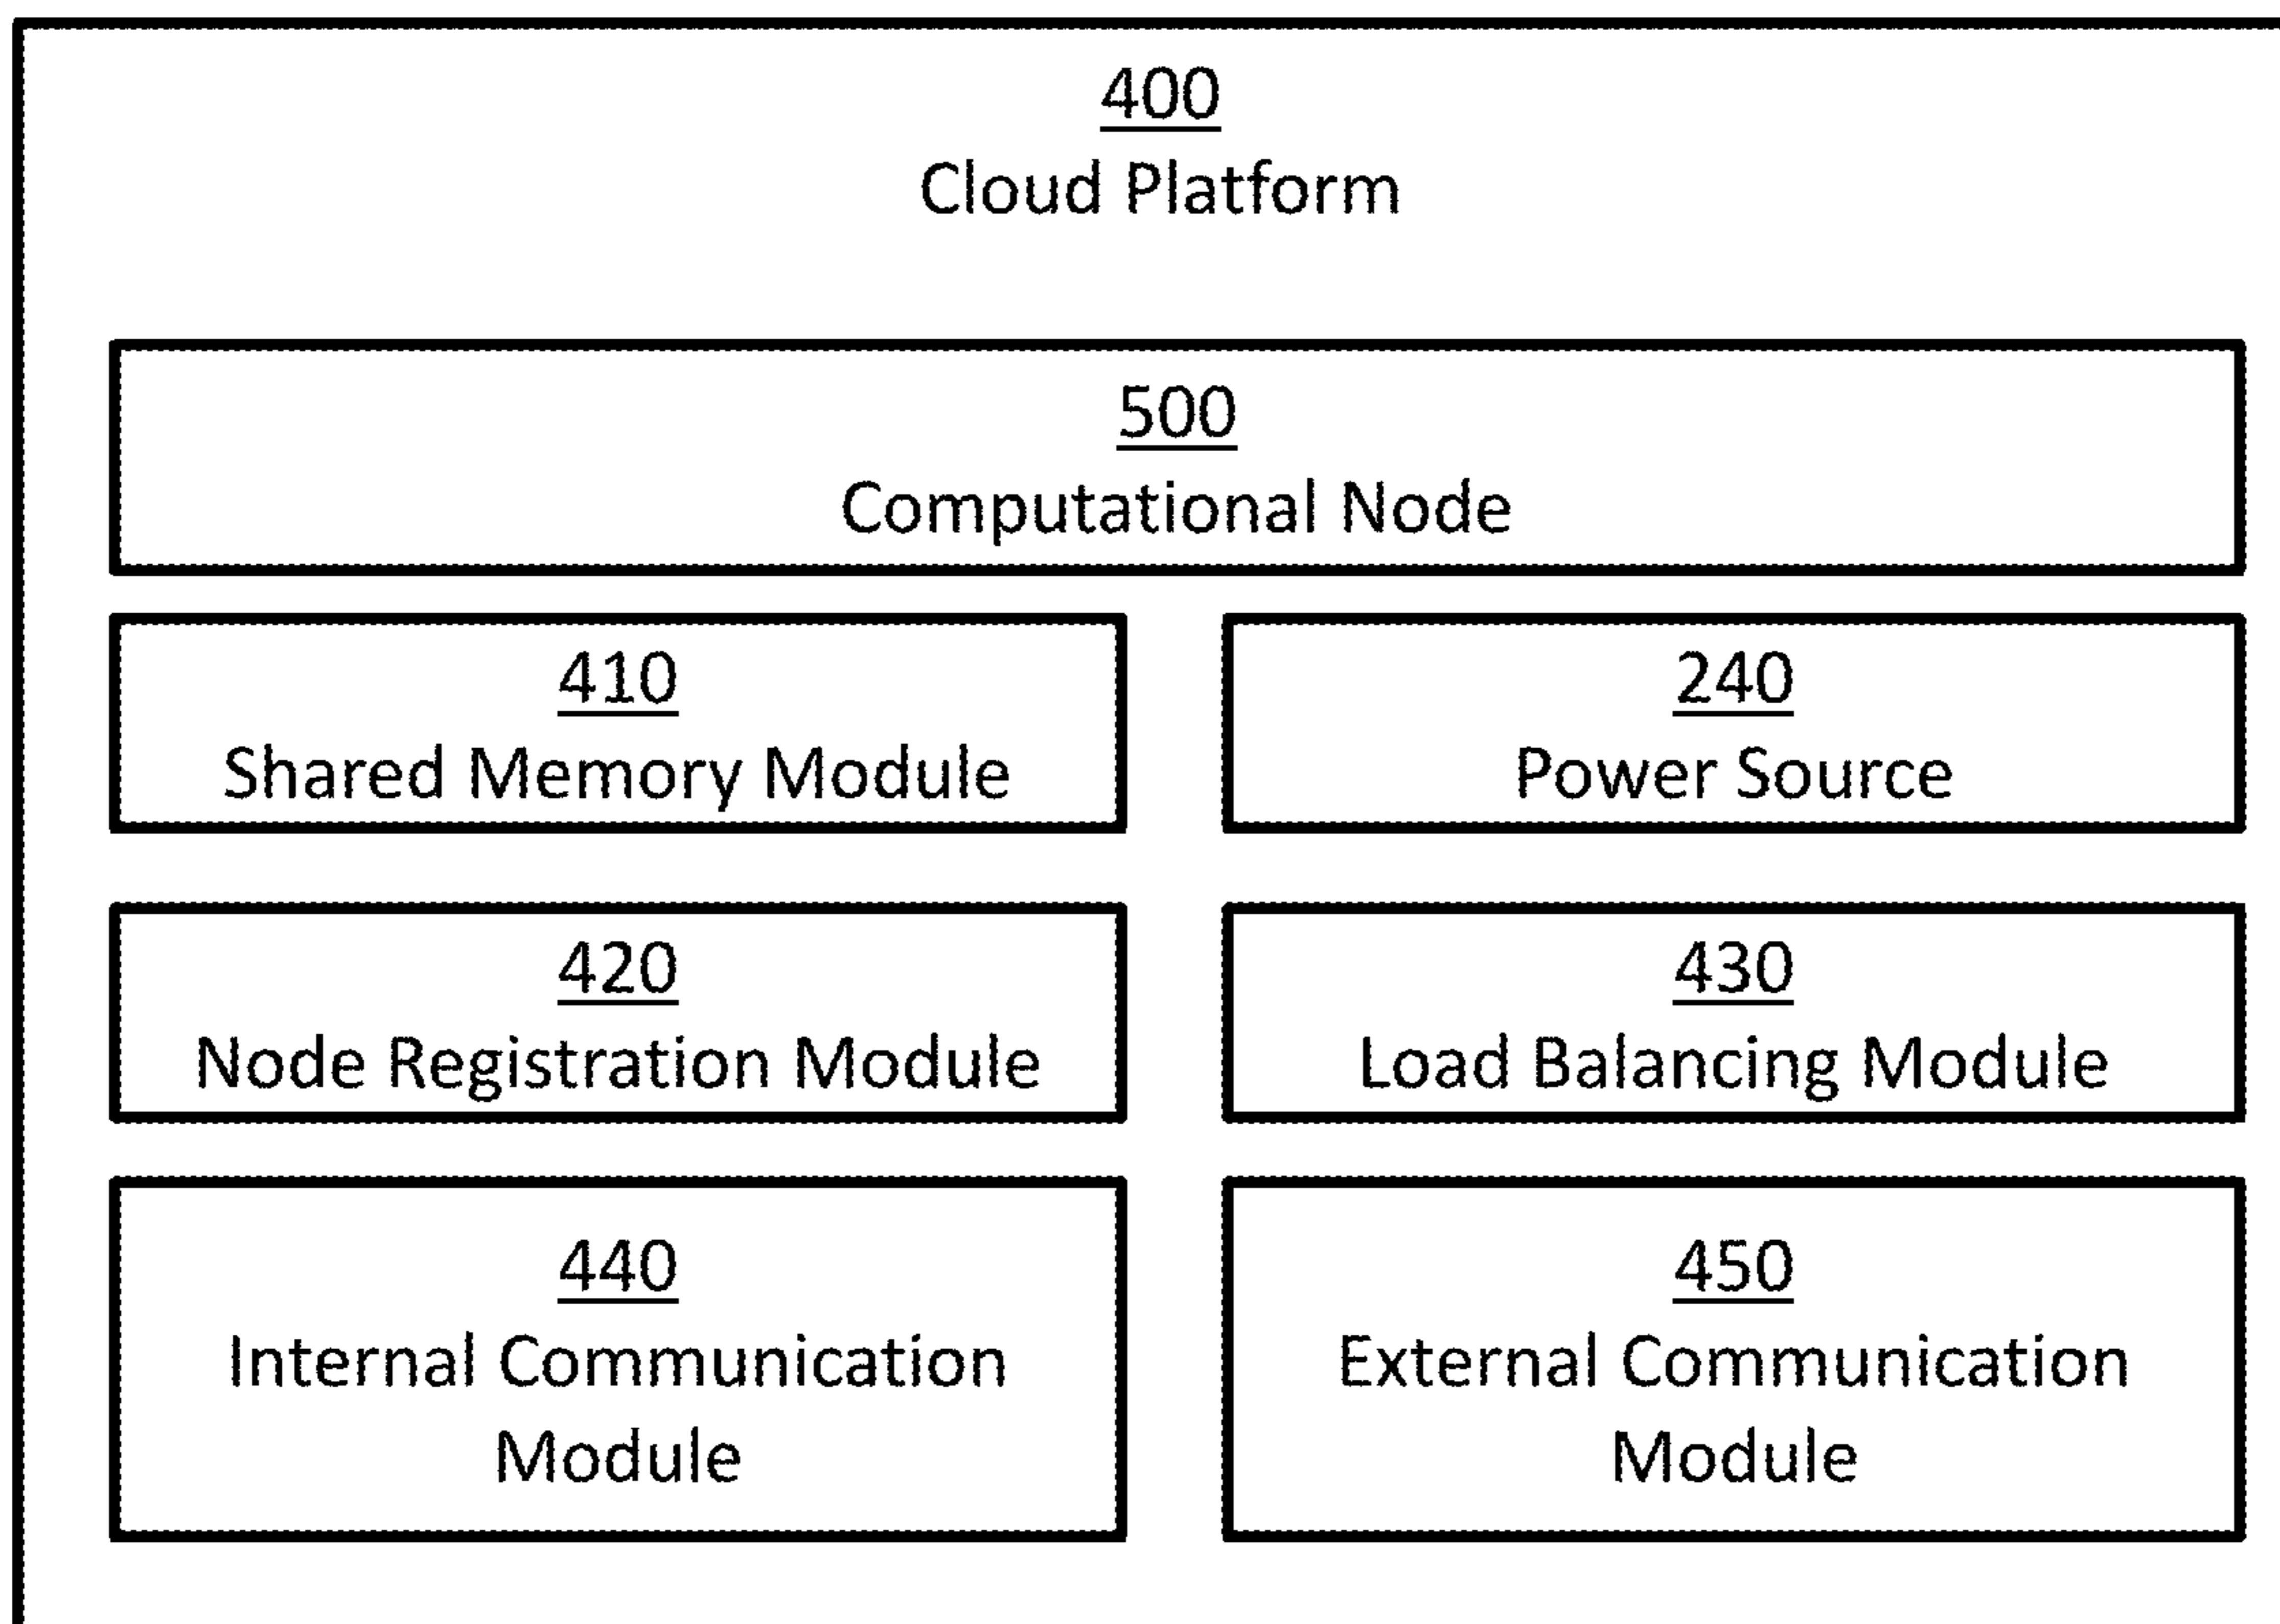 400
Cloud Platform
500
Computational Node
410
Shared Memory Module
240
Power Source
420
Node Registration Module
430
Load Balancing Module
440
Internal Communication
Module
450
External Communication
Module